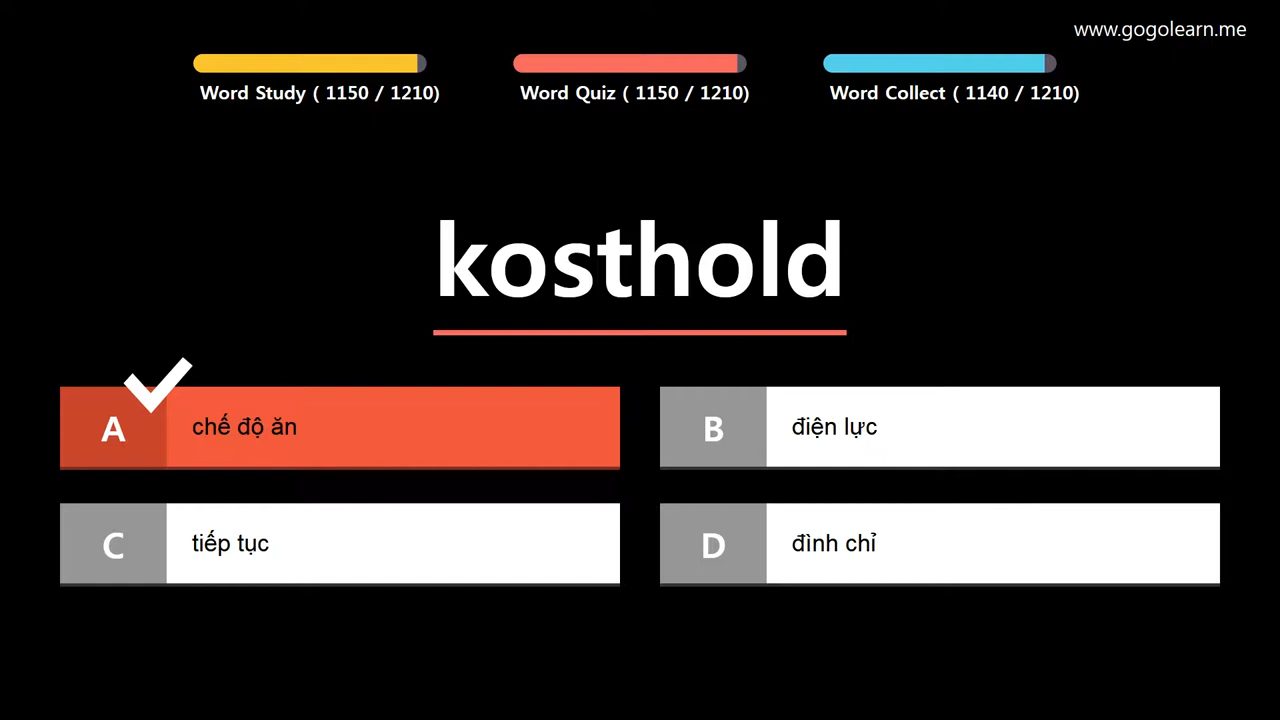 www.gogolearn.me
Word Study ( 1150 / 1210)
Word Quiz ( 1150 / 1210)
Word Collect ( 1140 / 1210)
kosthold
A
chế độ ăn
B
điện lực
C
tiếp tục
D
đình chỉ